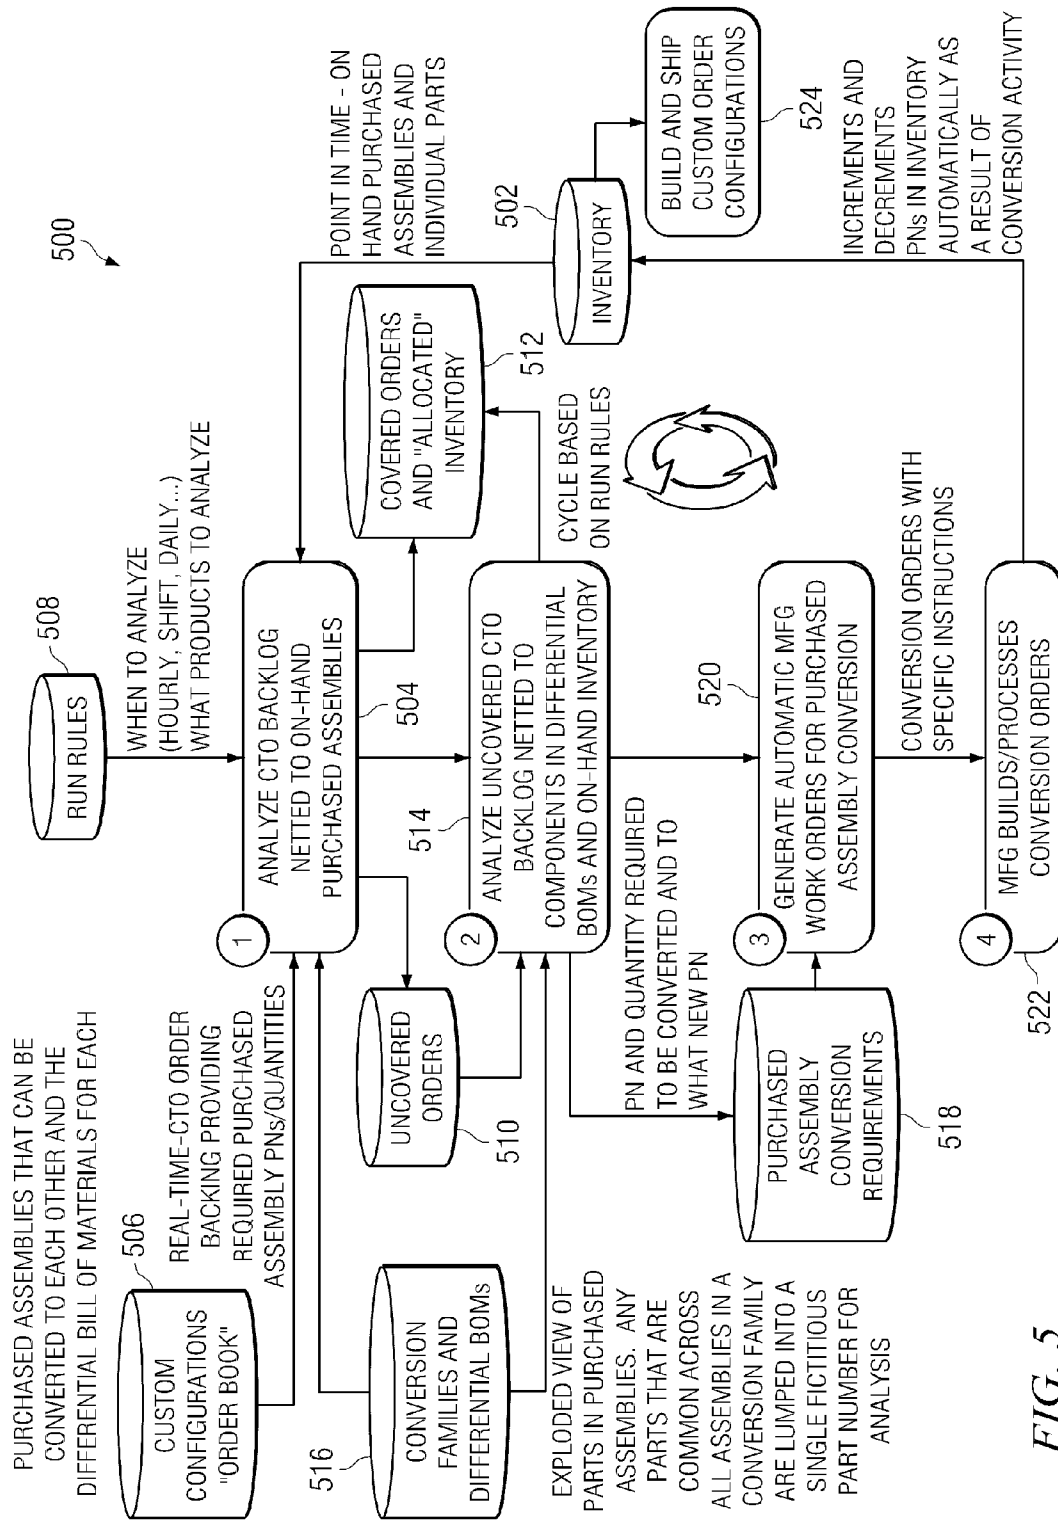 500
508
RUN RULES
WHEN TO ANALYZE
(HOURLY, SHIFT, DAILY...)
WHAT PRODUCTS TO ANALYZE
PURCHASED ASSEMBLIES THAT CAN BE
CONVERTED TO EACH OTHER AND THE
DIFFERENTIAL BILL OF MATERIALS FOR EACH
506
CUSTOM
CONFIGURATIONS
"ORDER BOOK"
REAL-TIME-CTO ORDER
BACKING PROVIDING
REQUIRED PURCHASED
ASSEMBLY PNs/QUANTITIES
1
ANALYZE CTO BACKLOG
NETTED TO ON-HAND
PURCHASED ASSEMBLIES
504
POINT IN TIME - ON
HAND PURCHASED
ASSEMBLIES AND
INDIVIDUAL PARTS
COVERED ORDERS
AND "ALLOCATED"
INVENTORY
512
516
CONVERSION
FAMILIES AND
DIFFERENTIAL BOMs
UNCOVERED
ORDERS
510
514
2
ANALYZE UNCOVERED CTO
BACKLOG NETTED TO
COMPONENTS IN DIFFERENTIAL
BOMs AND ON-HAND INVENTORY
502
INVENTORY
BUILD AND SHIP
CUSTOM ORDER
CONFIGURATIONS
524
CYCLE BASED
ON RUN RULES
EXPLODED VIEW OF
PARTS IN PURCHASED
ASSEMBLIES. ANY
PARTS THAT ARE
COMMON ACROSS
ALL ASSEMBLIES IN A
CONVERSION FAMILY
ARE LUMPED INTO A
SINGLE FICTITIOUS
PART NUMBER FOR
ANALYSIS
PN AND QUANTITY REQUIRED
TO BE CONVERTED AND TO
WHAT NEW PN
PURCHASED
ASSEMBLY
CONVERSION
REQUIREMENTS
518
520
3
GENERATE AUTOMATIC MFG
WORK ORDERS FOR PURCHASED
ASSEMBLY CONVERSION
CONVERSION ORDERS WITH
SPECIFIC INSTRUCTIONS
INCREMENTS AND
DECREMENTS
PNs IN INVENTORY
AUTOMATICALLY AS
A RESULT OF
CONVERSION ACTIVITY
4
MFG BUILDS/PROCESSES
CONVERSION ORDERS
522
FIG. 5